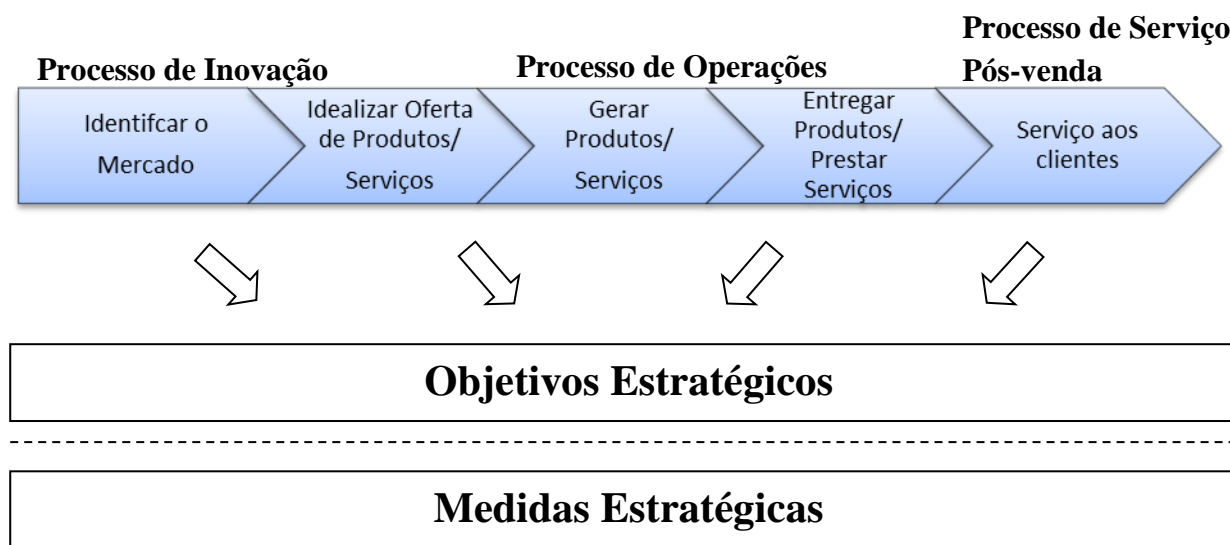 Processo de Inovação
Processo de Operações
Processo de Serviço
Pós-venda
Identifcar o
Mercado
Idealizar Oferta
de Produtos/
Serviços
Gerar
Produtos/
Serviços
Entregar
Produtos/
Prestar
Serviços
Serviço aos
clientes
Objetivos Estratégicos
Medidas Estratégicas